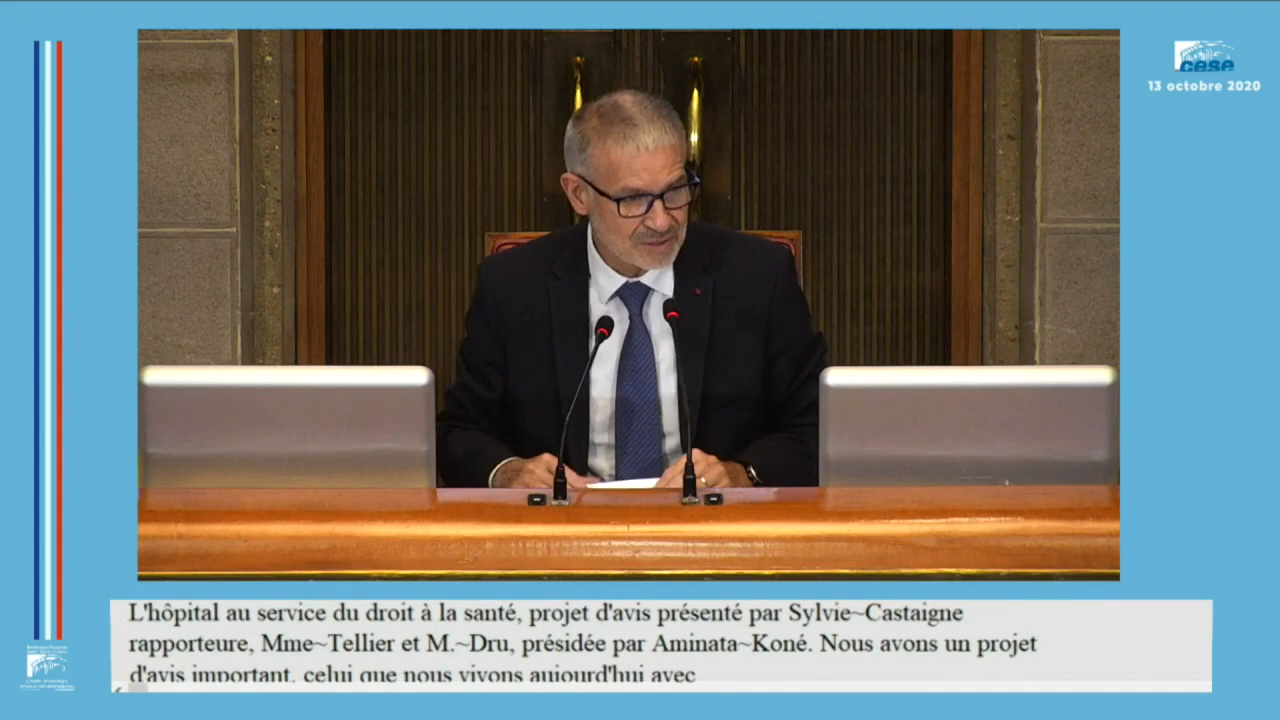 cese
13 octobre 2020
L'hôpital au service du droit à la santé, projet d'avis présenté par Sylvie~Castaigne
rapporteure, Mme~Tellier et M.~Dru, présidée par Aminata~Koné. Nous avons un projet
d'avis important, celui que nous vivons aujourd'hui avec